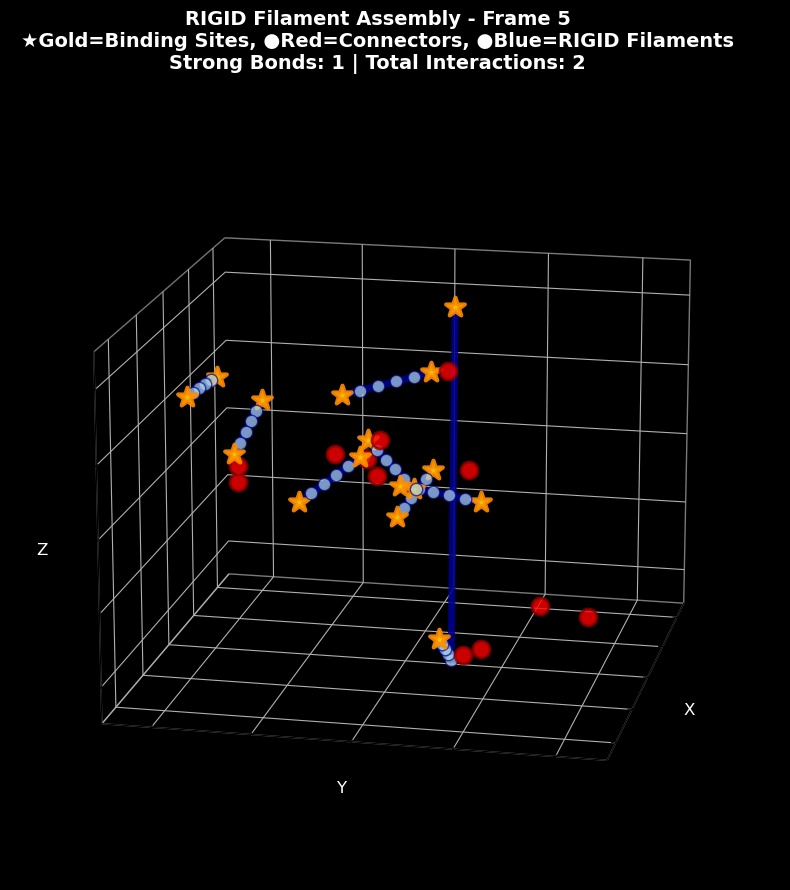 RIGID Filament Assembly - Frame 5
★Gold=Binding Sites, ●Red=Connectors, ●Blue=RIGID Filaments
Strong Bonds: 1 | Total Interactions: 2
Z
X
Y